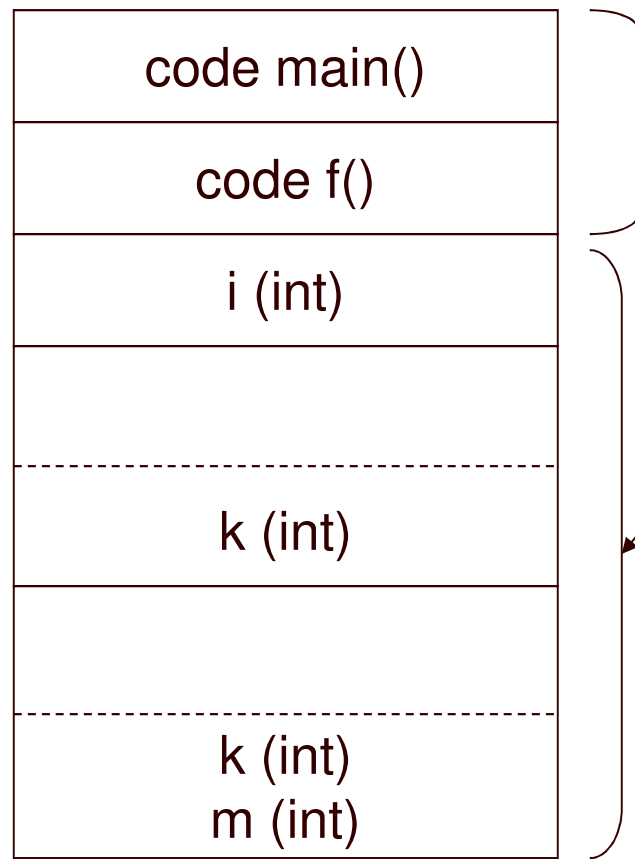 code main()
code f()
i (int)
k (int)
k (int)
m (int)